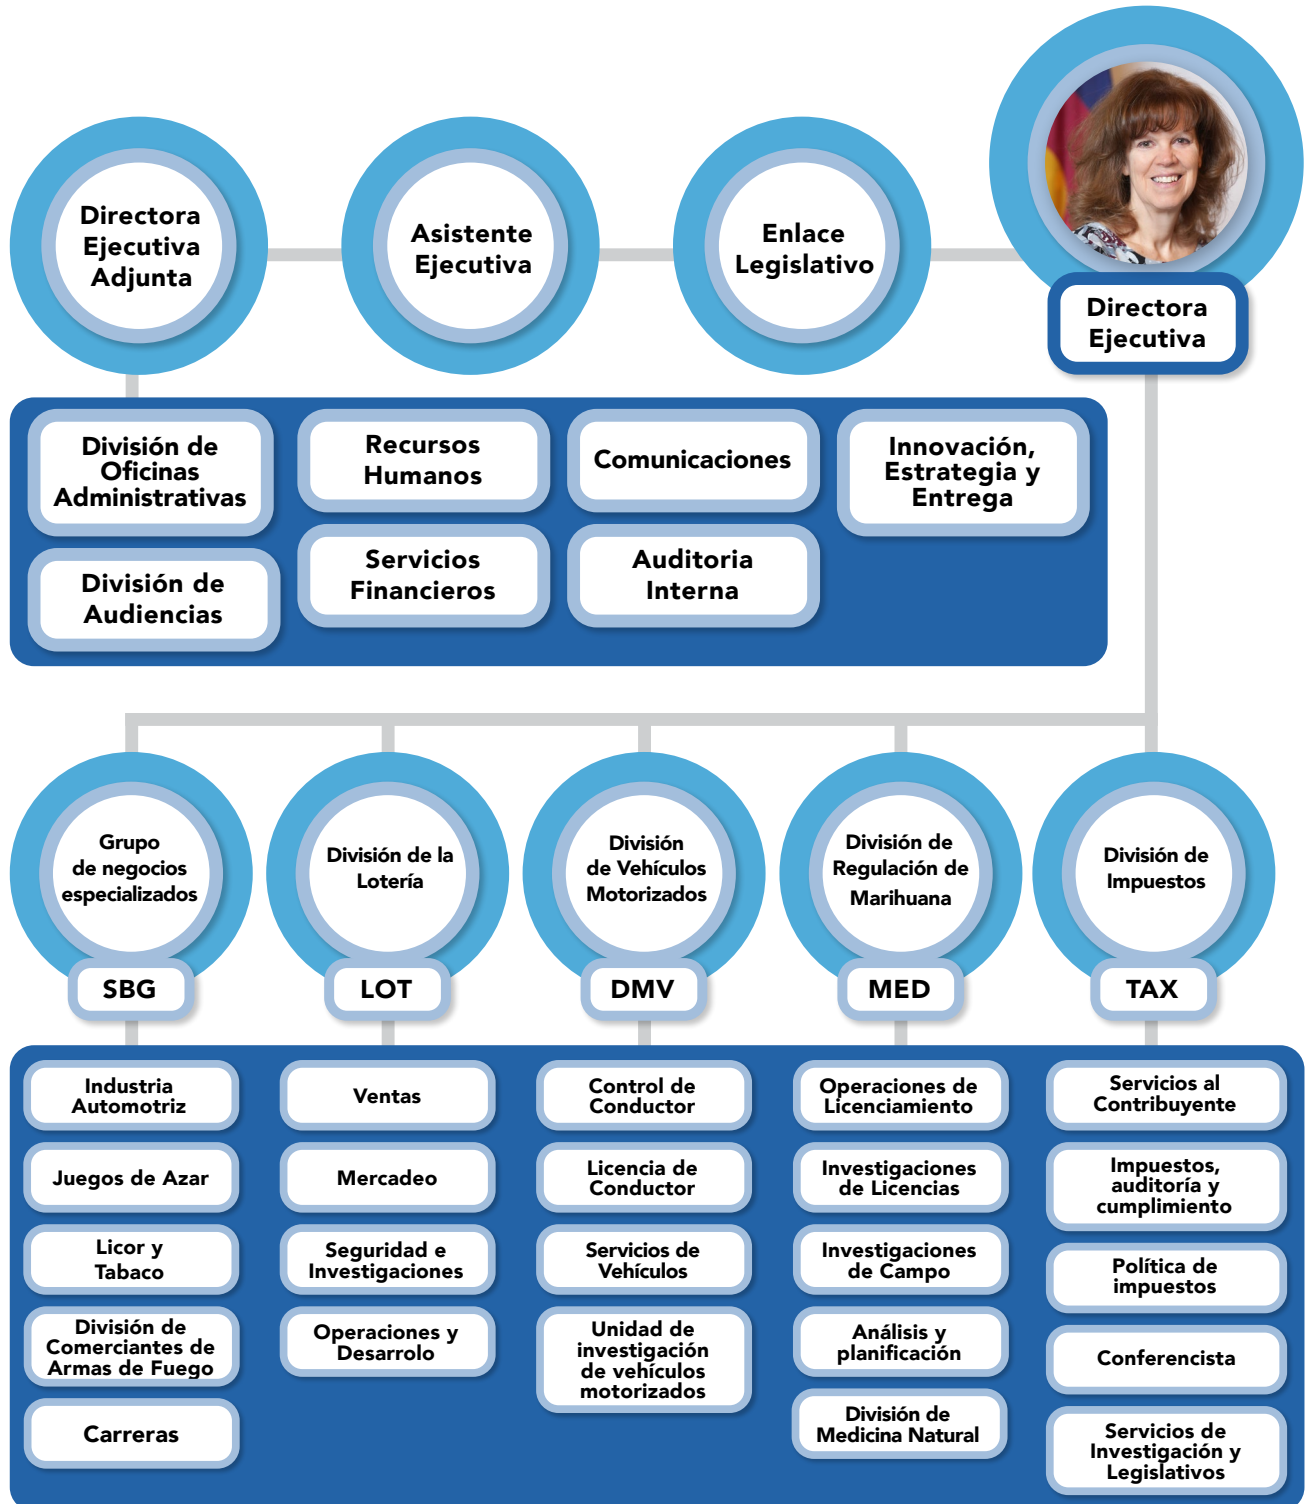 Directora
Ejecutiva
Adjunta
Asistente
Ejecutiva
Enlace
Legislativo
Directora
Ejecutiva
División de
Oficinas
Administrativas
Recursos
Humanos
Comunicaciones
Innovación,
Estrategia y
Entrega
División de
Audiencias
Servicios
Financieros
Auditoria
Interna
Grupo
de negocios
especializados
SBG
División de la
Lotería
LOT
División
de Vehículos
Motorizados
DMV
División de
Regulación de
Marihuana
MED
División de
Impuestos
TAX
Industria
Automotriz
Juegos de Azar
Licor y
Tabaco
División de
Comerciantes de
Armas de Fuego
Carreras
Ventas
Mercadeo
Seguridad e
Investigaciones
Operaciones y
Desarrolo
Control de
Conductor
Licencia de
Conductor
Servicios de
Vehículos
Unidad de
investigación
de vehículos
motorizados
Operaciones de
Licenciamiento
Investigaciones
de Licencias
Investigaciones
de Campo
Análisis y
planificación
División de
Medicina Natural
Servicios al
Contribuyente
Impuestos,
auditoría y
cumplimiento
Política de
impuestos
Conferencista
Servicios de
Investigación y
Legislativos